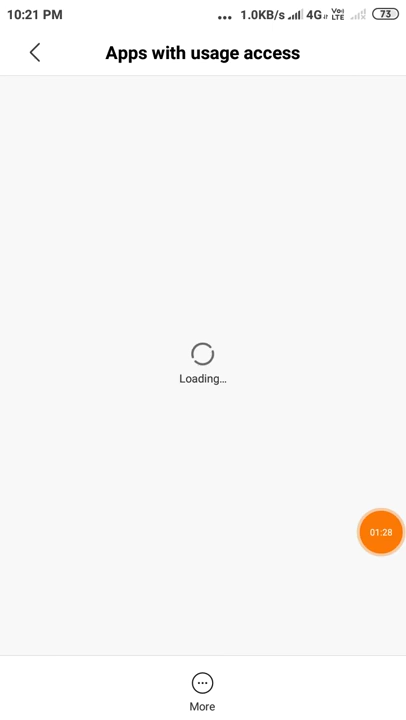 10:21 PM ... 1.0KB/s 4G Vo) LTE 73
Apps with usage access
Loading...
01:28
More